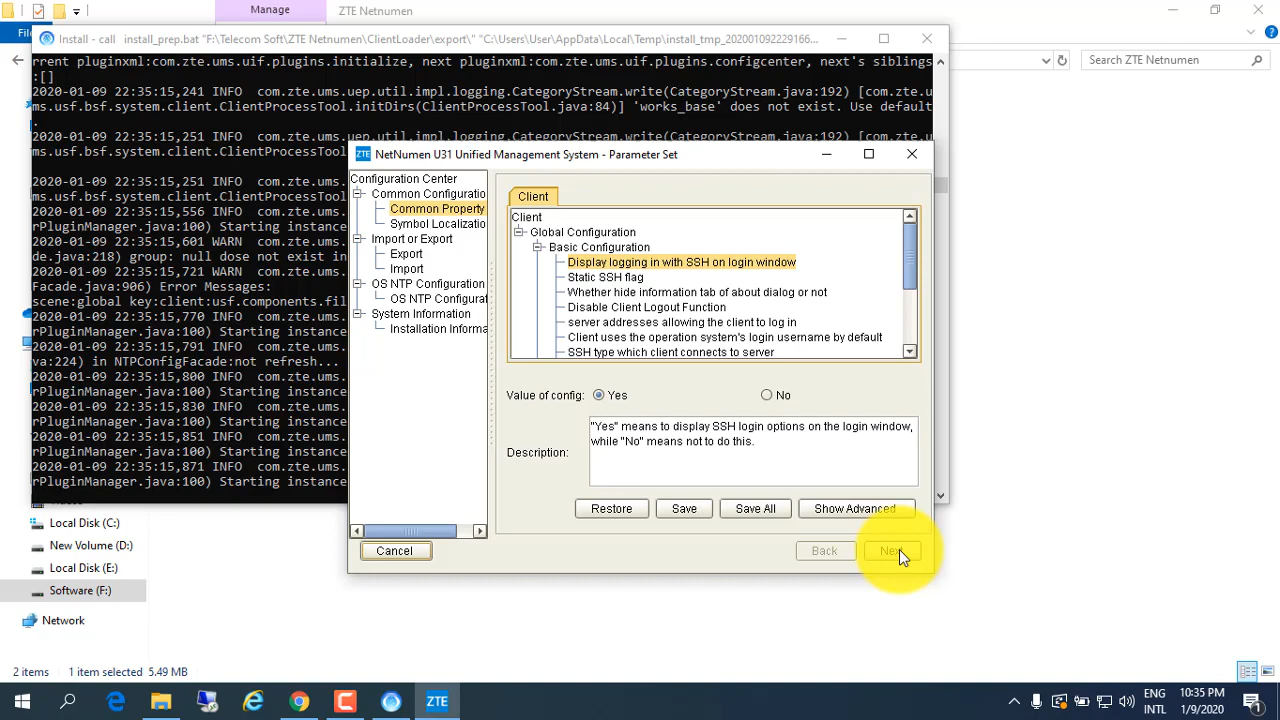 Manage
ZTE Netnumen
Fil
Search ZTE Netnumen
Install - call install_prep.bat "F:\Telecom Soft\ZTE Netnumen\ClientLoader\export\" "C:\Users\User\AppData\Local\Temp\install_tmp_202001092229166...
rrent pluginxml:com.zte.ums.uif.plugins.initialize, next pluginxml:com.zte.ums.uif.plugins.configcenter, next's siblings
:[]
2020-01-09 22:35:15,241 INFO com.zte.ums.uep.util.impl.logging.CategoryStream.write(CategoryStream.java:192) [com.zte.u
ms.usf.bsf.system.client.ClientProcessTool.initDirs(ClientProcessTool.java:84)] 'works_base' does not exist. Use default
.
2020-01-09 22:35:15,251 INFO com.zte.ums.uep.util.impl.logging.CategoryStream.write(CategoryStream.java:192) [com.zte.u
ms.usf.bsf.system.client.ClientProcessTool
2020-01-09 22:35:15,251 INFO com.zte.ums.
ms.usf.bsf.system.client.ClientProcessTool
2020-01-09 22:35:15,556 INFO com.zte.ums.
rPluginManager.java:100) Starting instance
2020-01-09 22:35:15,601 WARN com.zte.ums.
de.java:218) group: null dose not exist in
2020-01-09 22:35:15,721 WARN com.zte.ums.
Facade.java:906) Error Messages:
scene:global key:client:usf.components.fil
2020-01-09 22:35:15,770 INFO com.zte.ums.
rPluginManager.java:100) Starting instance
2020-01-09 22:35:15,791 INFO com.zte.ums.
va:224) in NTPConfigFacade:not refresh...
2020-01-09 22:35:15,800 INFO com.zte.ums.
rPluginManager.java:100) Starting instance
2020-01-09 22:35:15,830 INFO com.zte.ums.
rPluginManager.java:100) Starting instance
2020-01-09 22:35:15,851 INFO com.zte.ums.
rPluginManager.java:100) Starting instance
2020-01-09 22:35:15,871 INFO com.zte.ums.
rPluginManager.java:100) Starting instance
ZTE NetNumen U31 Unified Management System - Parameter Set
Configuration Center
Common Configuratio
Common Property
Symbol Localizatio
Import or Export
Export
Import
OS NTP Configuratio
OS NTP Configurat
System Information
Installation Informa
Client
Client
Global Configuration
Basic Configuration
Display logging in with SSH on login window
Static SSH flag
Whether hide information tab of about dialog or not
Disable Client Logout Function
server addresses allowing the client to log in
Client uses the operation system's login username by default
SSH type which client connects to server
Value of config: Yes No
Description:
"Yes" means to display SSH login options on the login window,
while "No" means not to do this.
Restore Save Save All Show Advanced
Cancel Back Next
Local Disk (C:)
New Volume (D:)
Local Disk (E:)
Software (F:)
Network
2 items 1 item selected 5.49 MB
ZTE
ENG
INTL
10:35 PM
1/9/2020
1